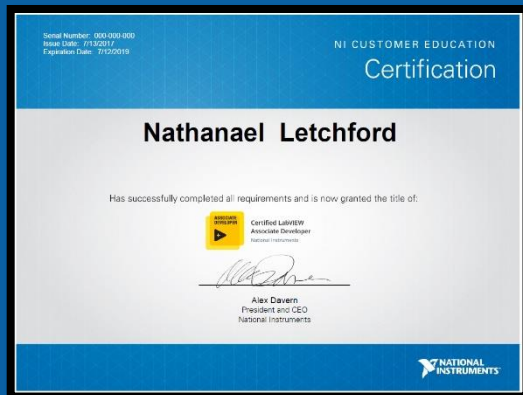 Serial Number: 000-000-000
Issue Date: 7/13/2017
Expiration Date: 7/12/2019
NI CUSTOMER EDUCATION
Certification
Nathanael Letchford
Has successfully completed all requirements and is now granted the title of:
ASSOCIATE
DEVELOPER
Certified LabVIEW
Associate Developer
National Instruments
Alex Davern
President and CEO
National Instruments
NATIONAL
INSTRUMENTS